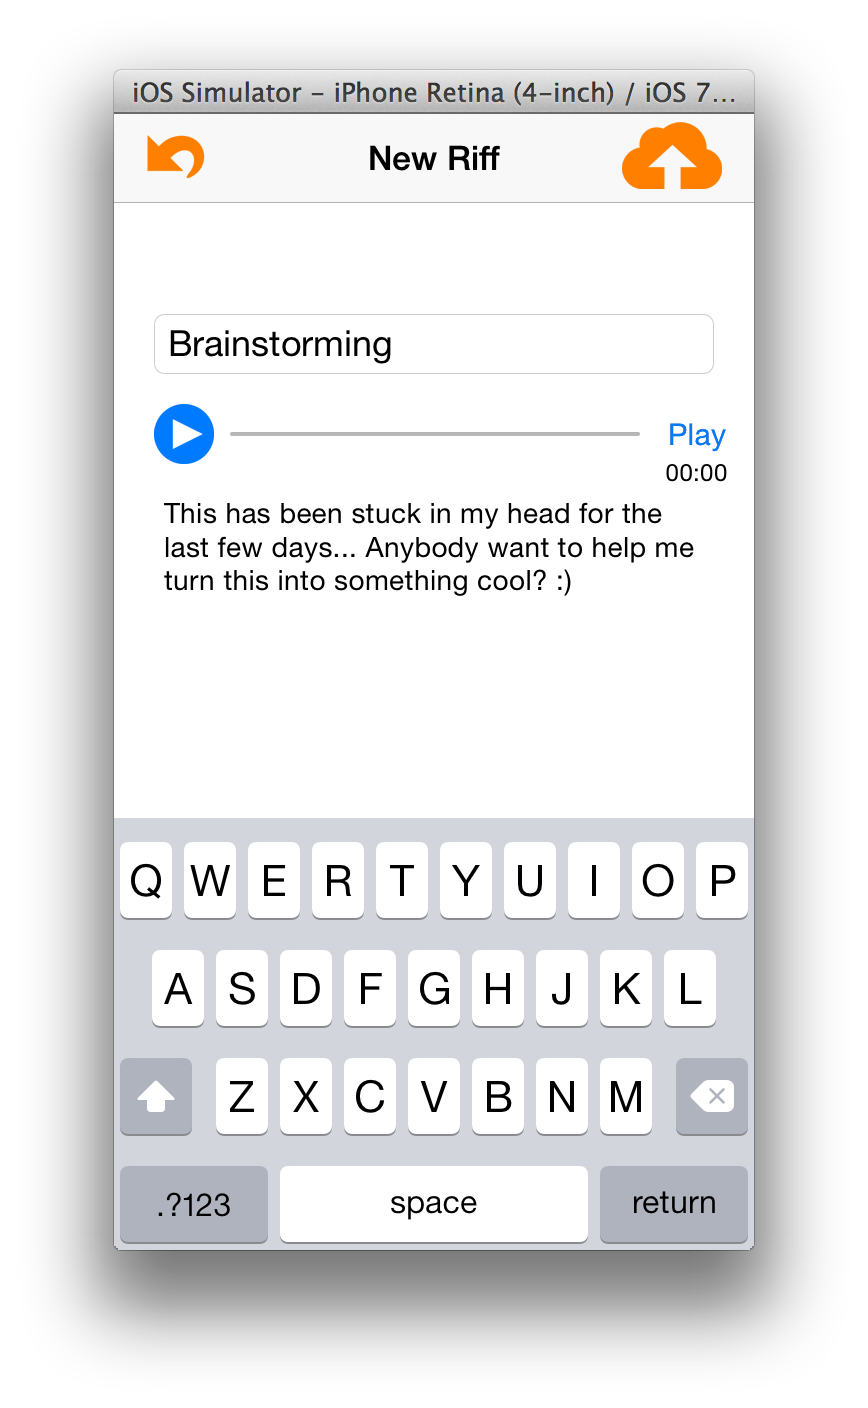 iOS Simulator – iPhone Retina (4-inch) / iOS 7...
New Riff
Brainstorming
Play
00:00
This has been stuck in my head for the
last few days... Anybody want to help me
turn this into something cool? :)
Q W E R T Y U I O P
A S D F G H J K L
Z X C V B N M
.?123 space return